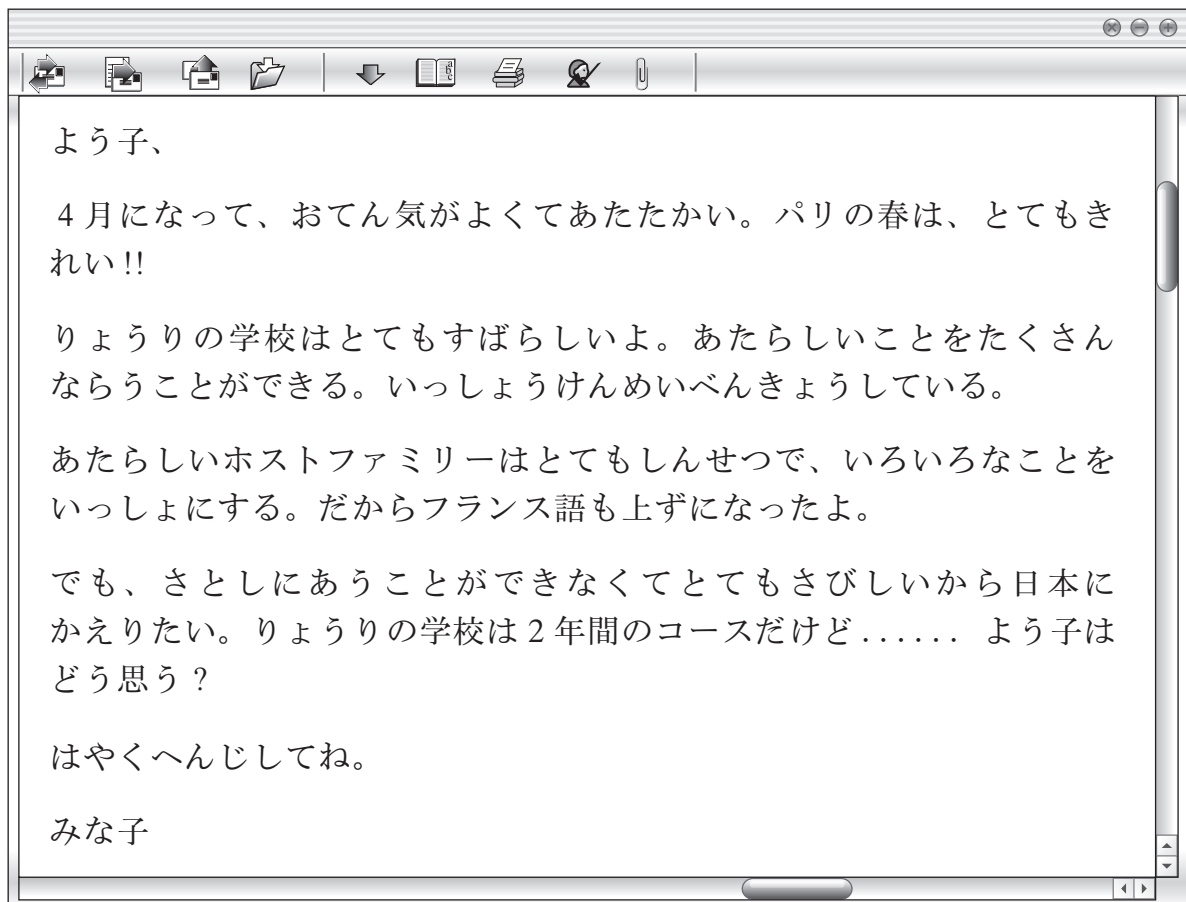 よう子、
4月になって、おてん気がよくてあたたかい。パリの春は、とてもき
れい!!
りょうりの学校はとてもすばらしいよ。あたらしいことをたくさん
ならうことができる。いっしょうけんめいべんきょうしている。
あたらしいホストファミリーはとてもしんせつで、いろいろなことを
いっしょにする。だからフランス語も上ずになったよ。
でも、さとしにあうことができなくてとてもさびしいから日本に
かえりたい。りょうりの学校は2年間のコースだけど...... よう子は
どう思う?
はやくへんじしてね。
みな子